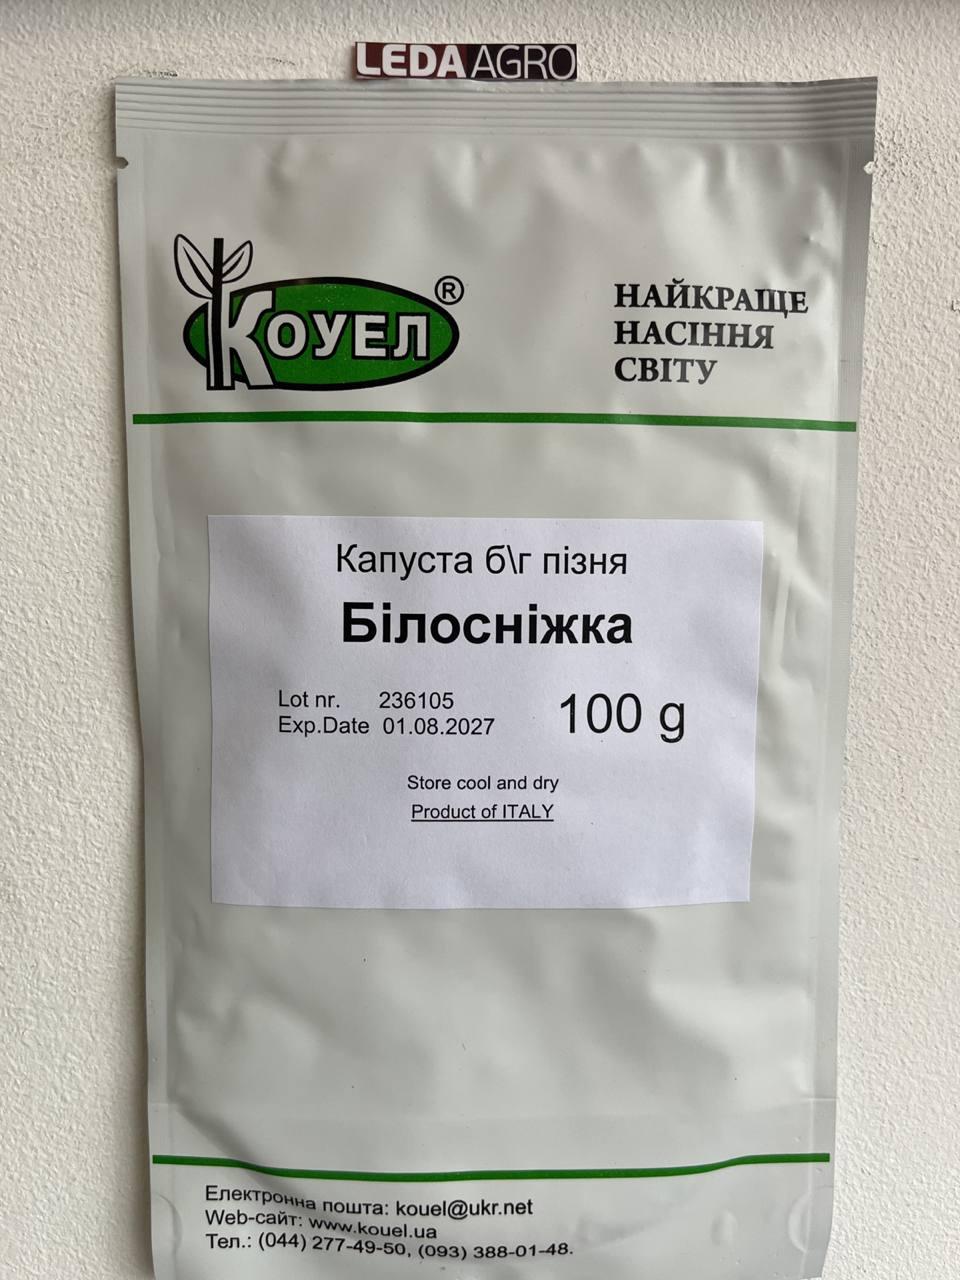 LEDAAGRO
КОУЕЛ®
НАЙКРАЩЕ
НАСІННЯ
СВІТУ
Капуста б\г пізня
Білосніжка
Lot nr. 236105
Exp.Date 01.08.2027
100 g
Store cool and dry
Product of ITALY
Електронна пошта: kouel@ukr.net
Web-сайт: www.kouel.ua
Тел.: (044) 277-49-50, (093) 388-01-48.